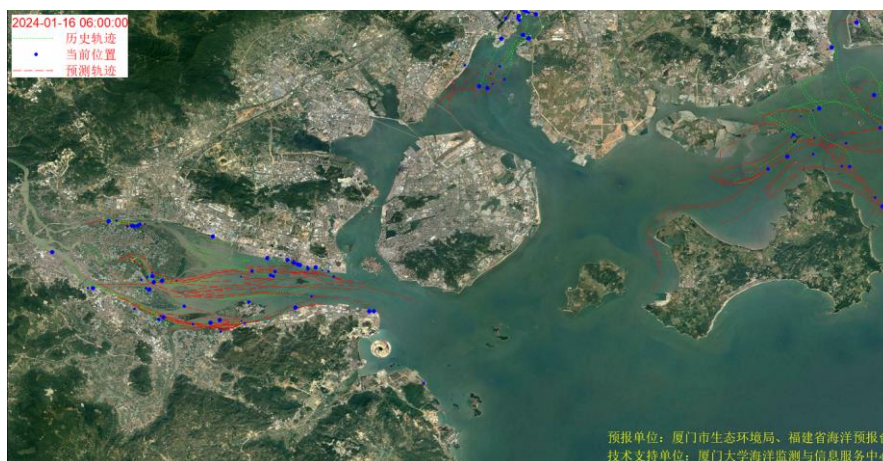 2024-01-16 06:00:00
历史轨迹
当前位置
预测轨迹
预报单位：厦门市生态环境局、福建省海洋预报台
技术支持单位：厦门大学海洋监测与信息服务中心